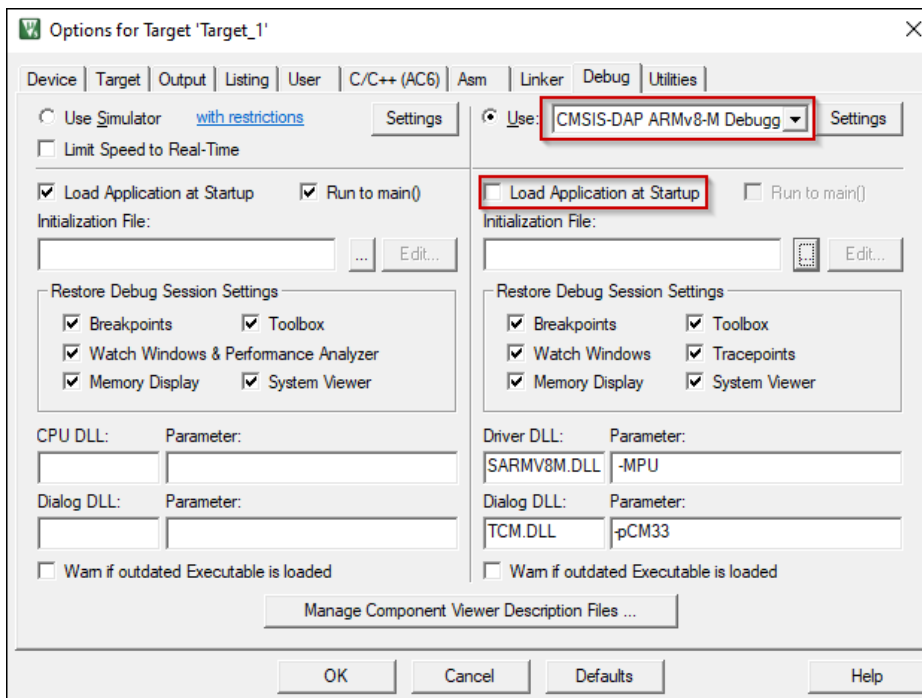 Options for Target 'Target_1'
Device Target Output Listing User C/C++ (AC6) Asm Linker Debug Utilities
Use Simulator with restrictions Settings
Limit Speed to Real-Time
Use: CMSIS-DAP ARMv8-M Debugg Settings
Load Application at Startup Run to main()
Initialization File:
... Edit...
Restore Debug Session Settings
Breakpoints Toolbox
Watch Windows & Performance Analyzer
Memory Display System Viewer
CPU DLL: Parameter:
Dialog DLL: Parameter:
Warn if outdated Executable is loaded
Load Application at Startup Run to main()
Initialization File:
... Edit...
Restore Debug Session Settings
Breakpoints Toolbox
Watch Windows Tracepoints
Memory Display System Viewer
Driver DLL: Parameter:
SARMV8M.DLL -MPU
Dialog DLL: Parameter:
TCM.DLL -pCM33
Warn if outdated Executable is loaded
Manage Component Viewer Description Files ...
OK Cancel Defaults Help